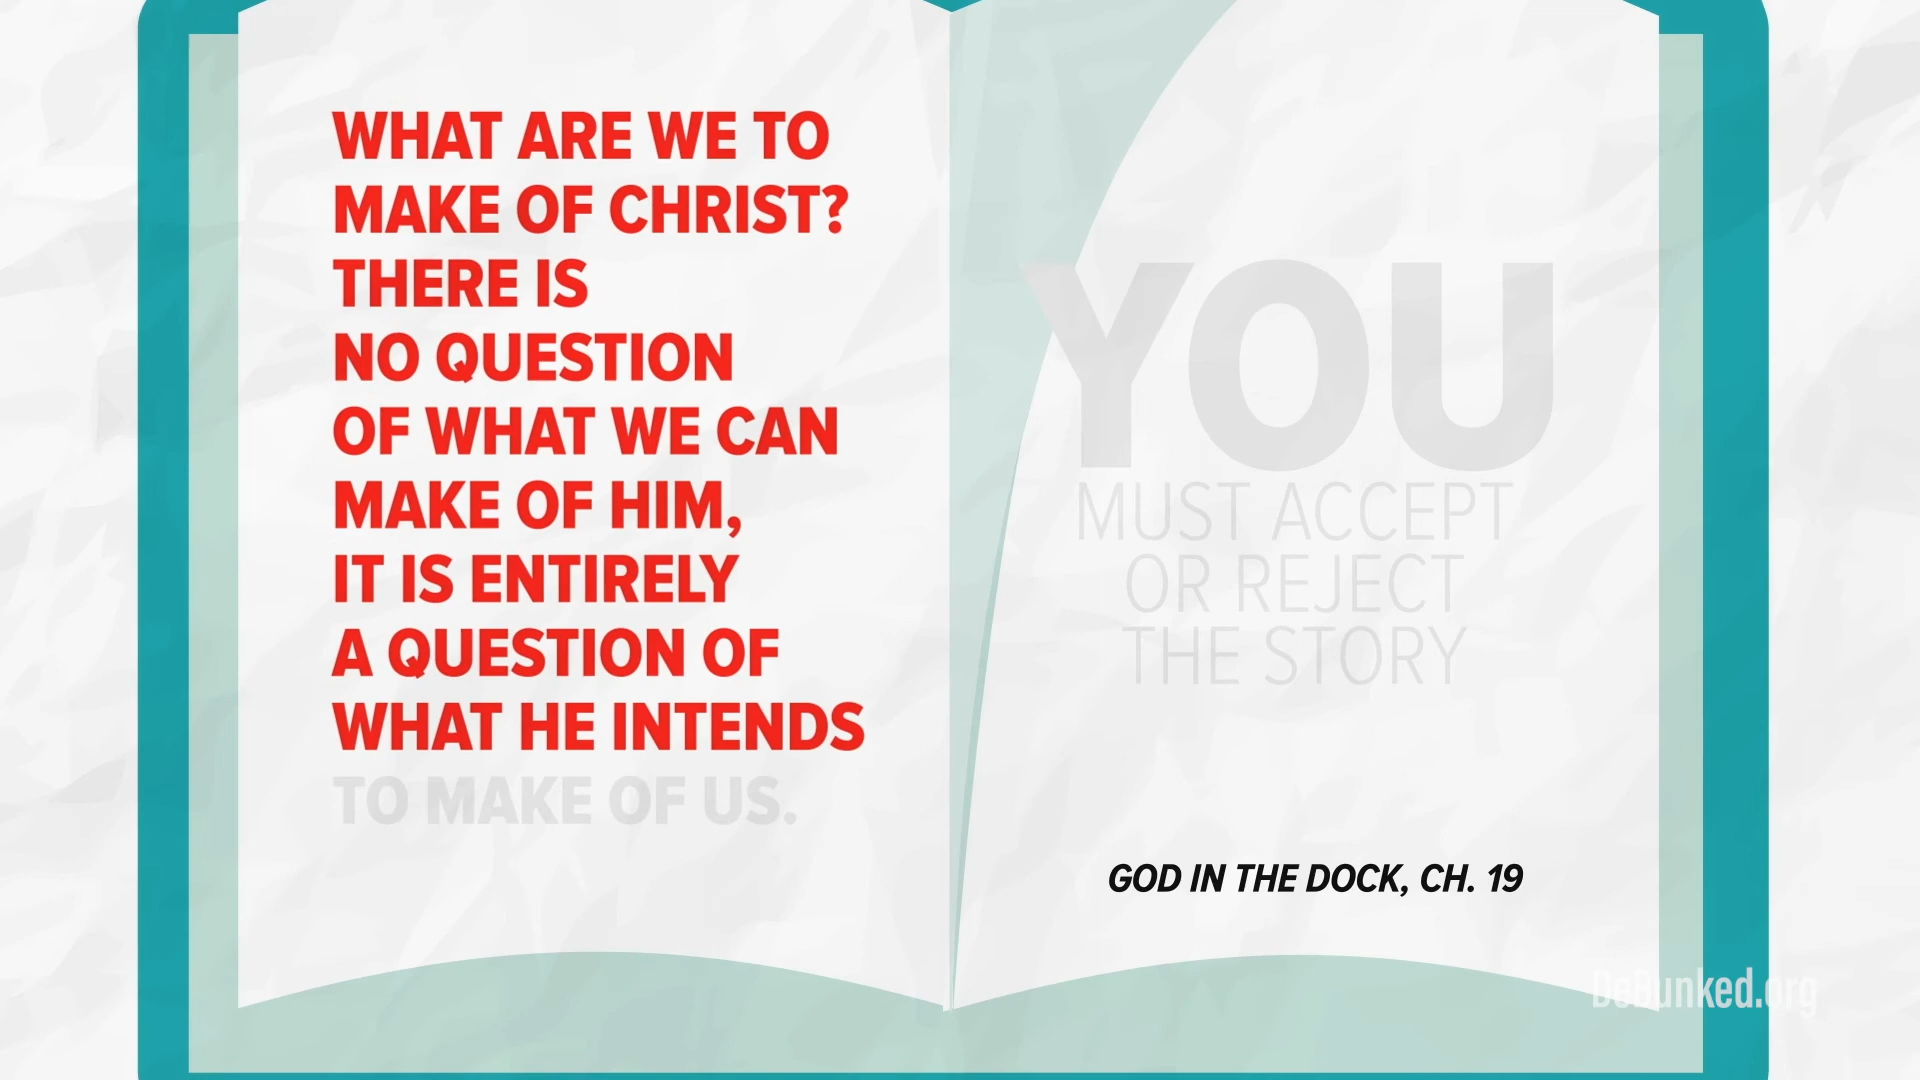 WHAT ARE WE TO
MAKE OF CHRIST?
THERE IS
NO QUESTION
OF WHAT WE CAN
MAKE OF HIM,
IT IS ENTIRELY
A QUESTION OF
WHAT HE INTENDS
TO MAKE OF US.
YOU
MUST ACCEPT
OR REJECT
THE STORY
GOD IN THE DOCK, CH. 19
DeBunked.org